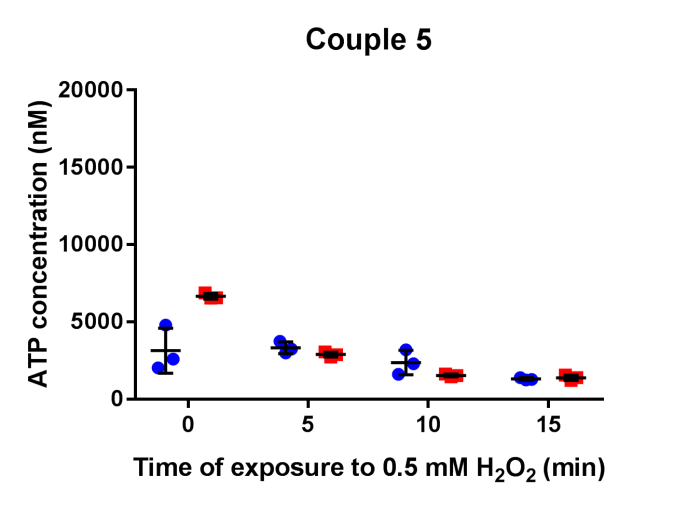 Couple 5
20000
15000
10000
5000
0
ATP concentration (nM)
0 5 10 15
Time of exposure to 0.5 mM H₂O₂ (min)